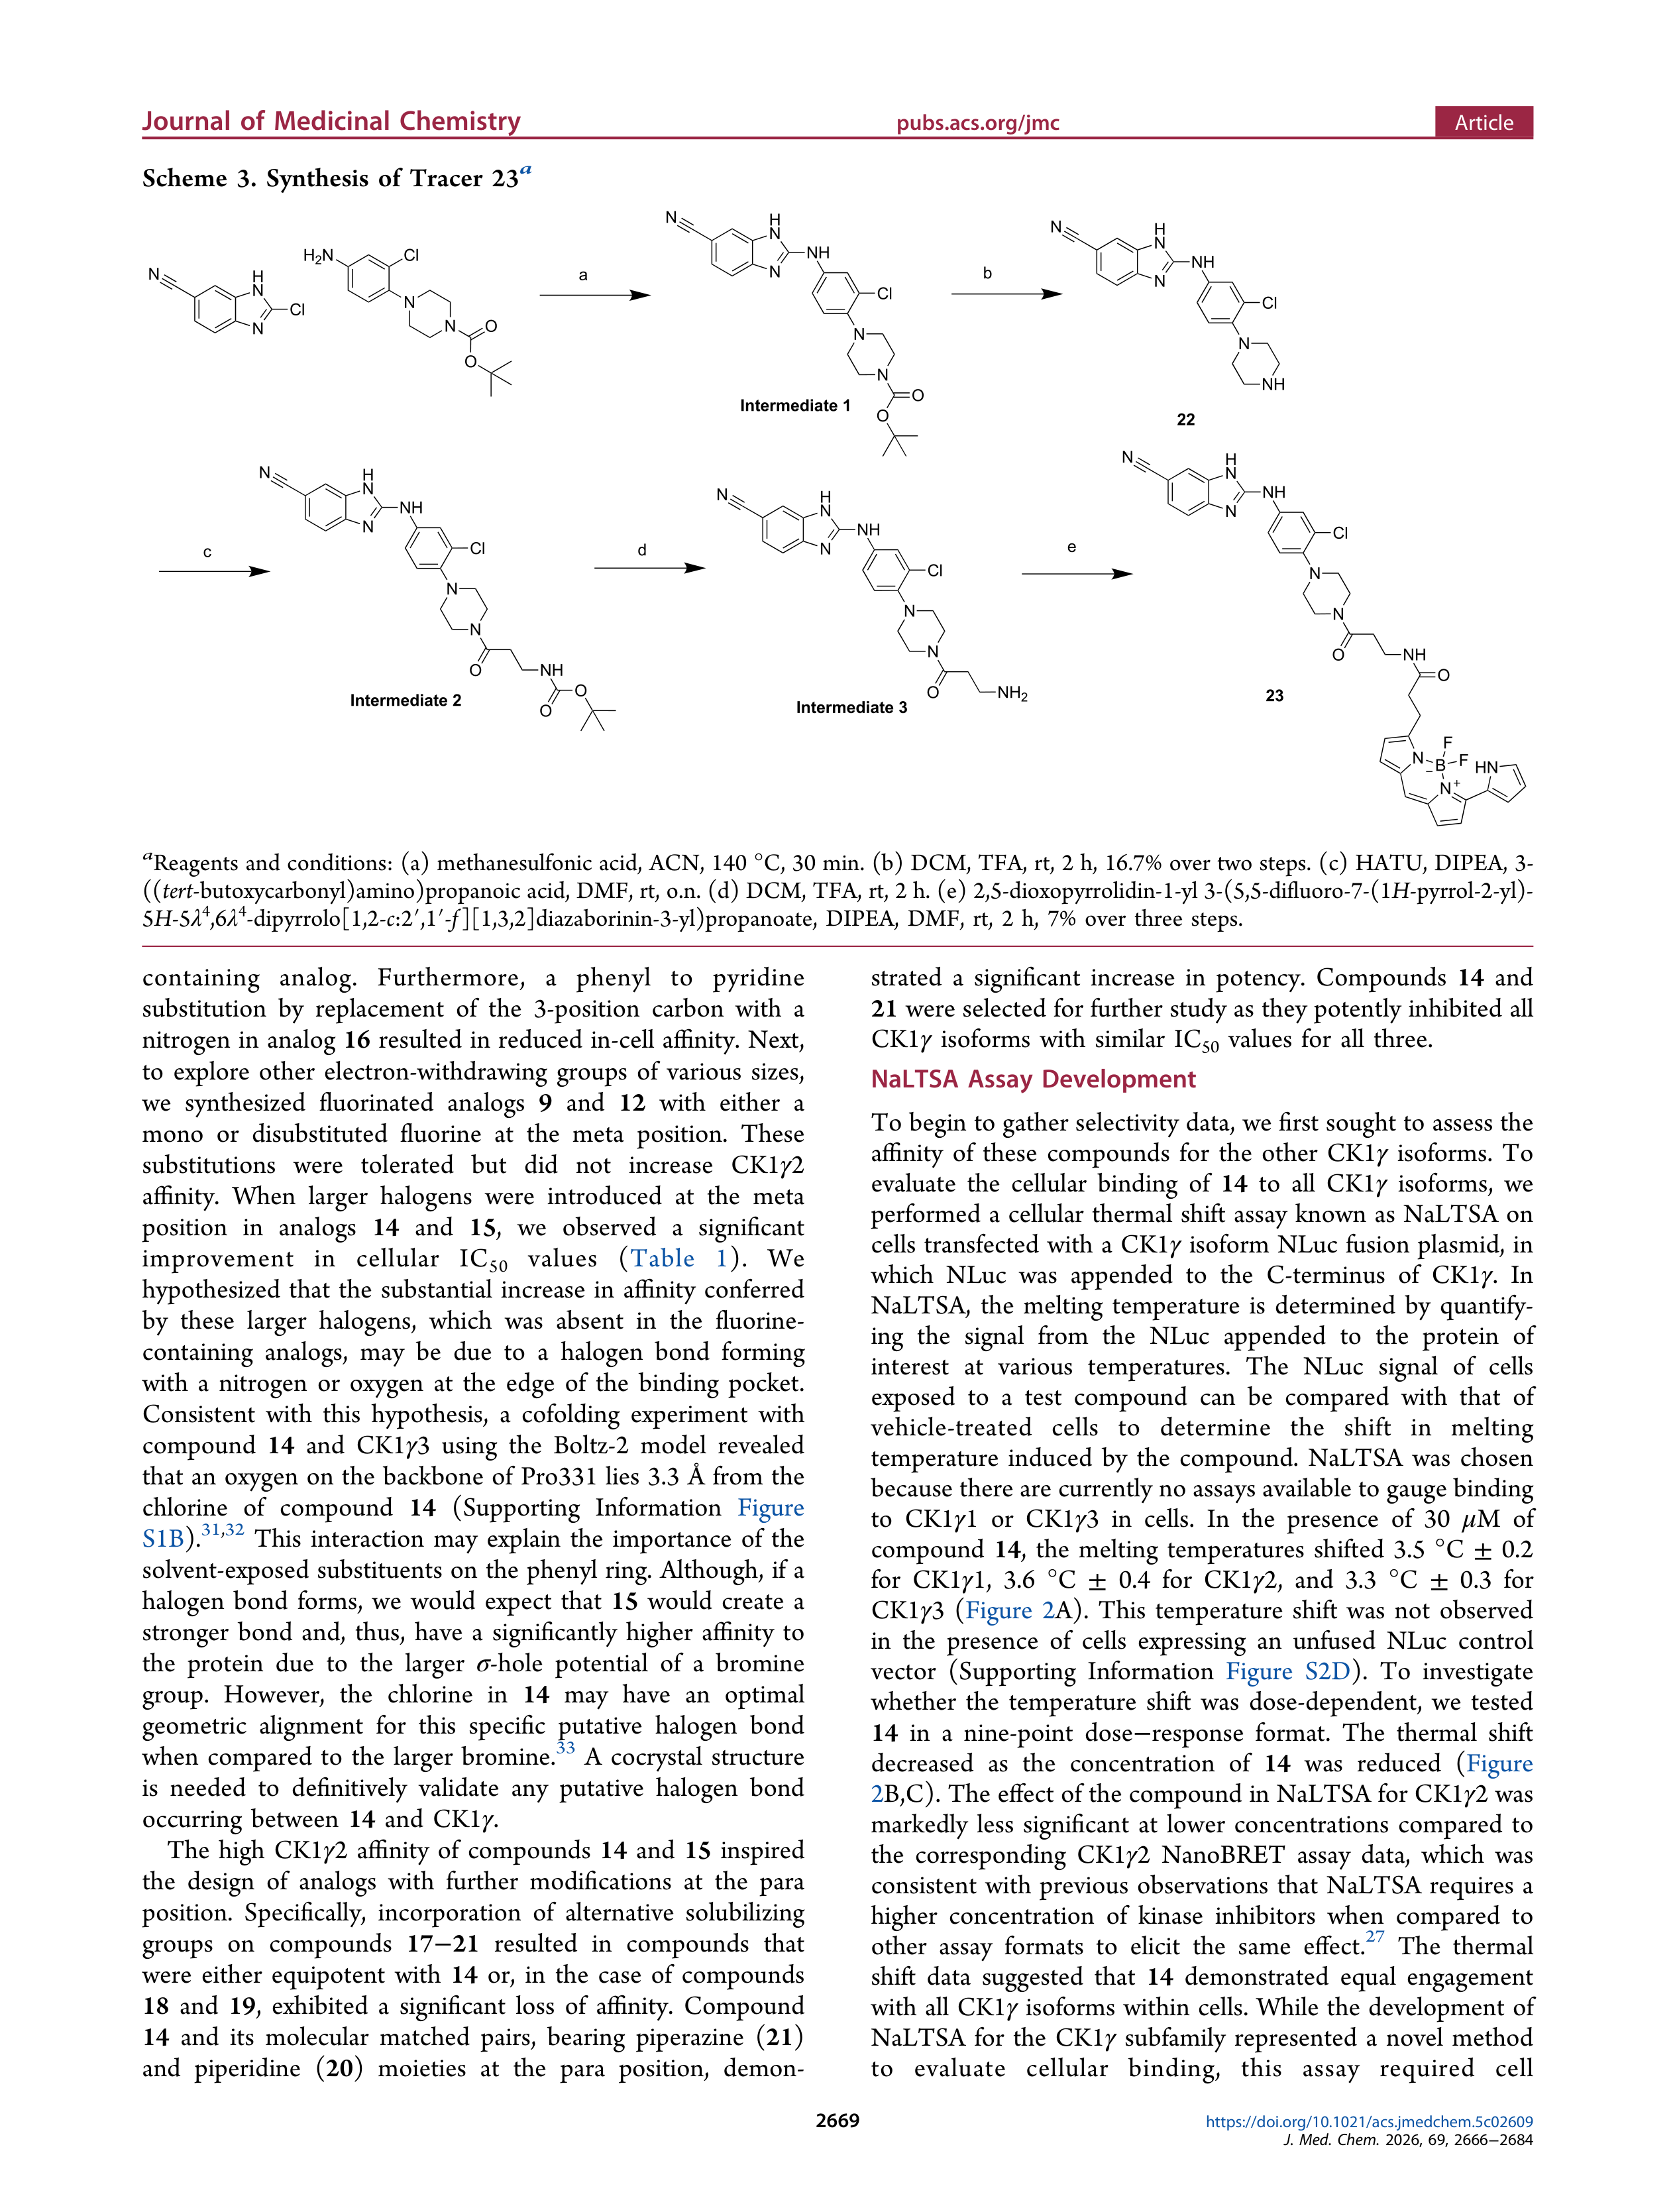 Journal of Medicinal Chemistry
pubs.acs.org/jmc
Article
Scheme 3. Synthesis of Tracer 23a
N
H
N
N
Cl
H2N
Cl
N
N
O
O
a
N
H
N
N
NH
Cl
N
N
O
O
Intermediate 1
b
N
H
N
N
NH
Cl
N
NH
22
c
N
H
N
N
NH
Cl
N
N
O
NH
O
O
Intermediate 2
d
N
H
N
N
NH
Cl
N
N
O
NH2
Intermediate 3
e
N
H
N
N
NH
Cl
N
N
O
NH
O
23
F
N
B
F
HN
−
N+
aReagents and conditions: (a) methanesulfonic acid, ACN, 140 °C, 30 min. (b) DCM, TFA, rt, 2 h, 16.7% over two steps. (c) HATU, DIPEA, 3-
((tert-butoxycarbonyl)amino)propanoic acid, DMF, rt, o.n. (d) DCM, TFA, rt, 2 h. (e) 2,5-dioxopyrrolidin-1-yl 3-(5,5-difluoro-7-(1H-pyrrol-2-yl)-
5H-5λ4,6λ4-dipyrrolo[1,2-c:2′,1′-f][1,3,2]diazaborinin-3-yl)propanoate, DIPEA, DMF, rt, 2 h, 7% over three steps.
containing analog. Furthermore, a phenyl to pyridine
substitution by replacement of the 3-position carbon with a
nitrogen in analog 16 resulted in reduced in-cell affinity. Next,
to explore other electron-withdrawing groups of various sizes,
we synthesized fluorinated analogs 9 and 12 with either a
mono or disubstituted fluorine at the meta position. These
substitutions were tolerated but did not increase CK1γ2
affinity. When larger halogens were introduced at the meta
position in analogs 14 and 15, we observed a significant
improvement in cellular IC50 values (Table 1). We
hypothesized that the substantial increase in affinity conferred
by these larger halogens, which was absent in the fluorine-
containing analogs, may be due to a halogen bond forming
with a nitrogen or oxygen at the edge of the binding pocket.
Consistent with this hypothesis, a cofolding experiment with
compound 14 and CK1γ3 using the Boltz-2 model revealed
that an oxygen on the backbone of Pro331 lies 3.3 Å from the
chlorine of compound 14 (Supporting Information Figure
S1B).31,32 This interaction may explain the importance of the
solvent-exposed substituents on the phenyl ring. Although, if a
halogen bond forms, we would expect that 15 would create a
stronger bond and, thus, have a significantly higher affinity to
the protein due to the larger σ-hole potential of a bromine
group. However, the chlorine in 14 may have an optimal
geometric alignment for this specific putative halogen bond
when compared to the larger bromine.33 A cocrystal structure
is needed to definitively validate any putative halogen bond
occurring between 14 and CK1γ.
The high CK1γ2 affinity of compounds 14 and 15 inspired
the design of analogs with further modifications at the para
position. Specifically, incorporation of alternative solubilizing
groups on compounds 17−21 resulted in compounds that
were either equipotent with 14 or, in the case of compounds
18 and 19, exhibited a significant loss of affinity. Compound
14 and its molecular matched pairs, bearing piperazine (21)
and piperidine (20) moieties at the para position, demon-
strated a significant increase in potency. Compounds 14 and
21 were selected for further study as they potently inhibited all
CK1γ isoforms with similar IC50 values for all three.
NaLTSA Assay Development
To begin to gather selectivity data, we first sought to assess the
affinity of these compounds for the other CK1γ isoforms. To
evaluate the cellular binding of 14 to all CK1γ isoforms, we
performed a cellular thermal shift assay known as NaLTSA on
cells transfected with a CK1γ isoform NLuc fusion plasmid, in
which NLuc was appended to the C-terminus of CK1γ. In
NaLTSA, the melting temperature is determined by quantify-
ing the signal from the NLuc appended to the protein of
interest at various temperatures. The NLuc signal of cells
exposed to a test compound can be compared with that of
vehicle-treated cells to determine the shift in melting
temperature induced by the compound. NaLTSA was chosen
because there are currently no assays available to gauge binding
to CK1γ1 or CK1γ3 in cells. In the presence of 30 μM of
compound 14, the melting temperatures shifted 3.5 °C ± 0.2
for CK1γ1, 3.6 °C ± 0.4 for CK1γ2, and 3.3 °C ± 0.3 for
CK1γ3 (Figure 2A). This temperature shift was not observed
in the presence of cells expressing an unfused NLuc control
vector (Supporting Information Figure S2D). To investigate
whether the temperature shift was dose-dependent, we tested
14 in a nine-point dose−response format. The thermal shift
decreased as the concentration of 14 was reduced (Figure
2B,C). The effect of the compound in NaLTSA for CK1γ2 was
markedly less significant at lower concentrations compared to
the corresponding CK1γ2 NanoBRET assay data, which was
consistent with previous observations that NaLTSA requires a
higher concentration of kinase inhibitors when compared to
other assay formats to elicit the same effect.27 The thermal
shift data suggested that 14 demonstrated equal engagement
with all CK1γ isoforms within cells. While the development of
NaLTSA for the CK1γ subfamily represented a novel method
to evaluate cellular binding, this assay required cell
2669
https://doi.org/10.1021/acs.jmedchem.5c02609
J. Med. Chem. 2026, 69, 2666−2684